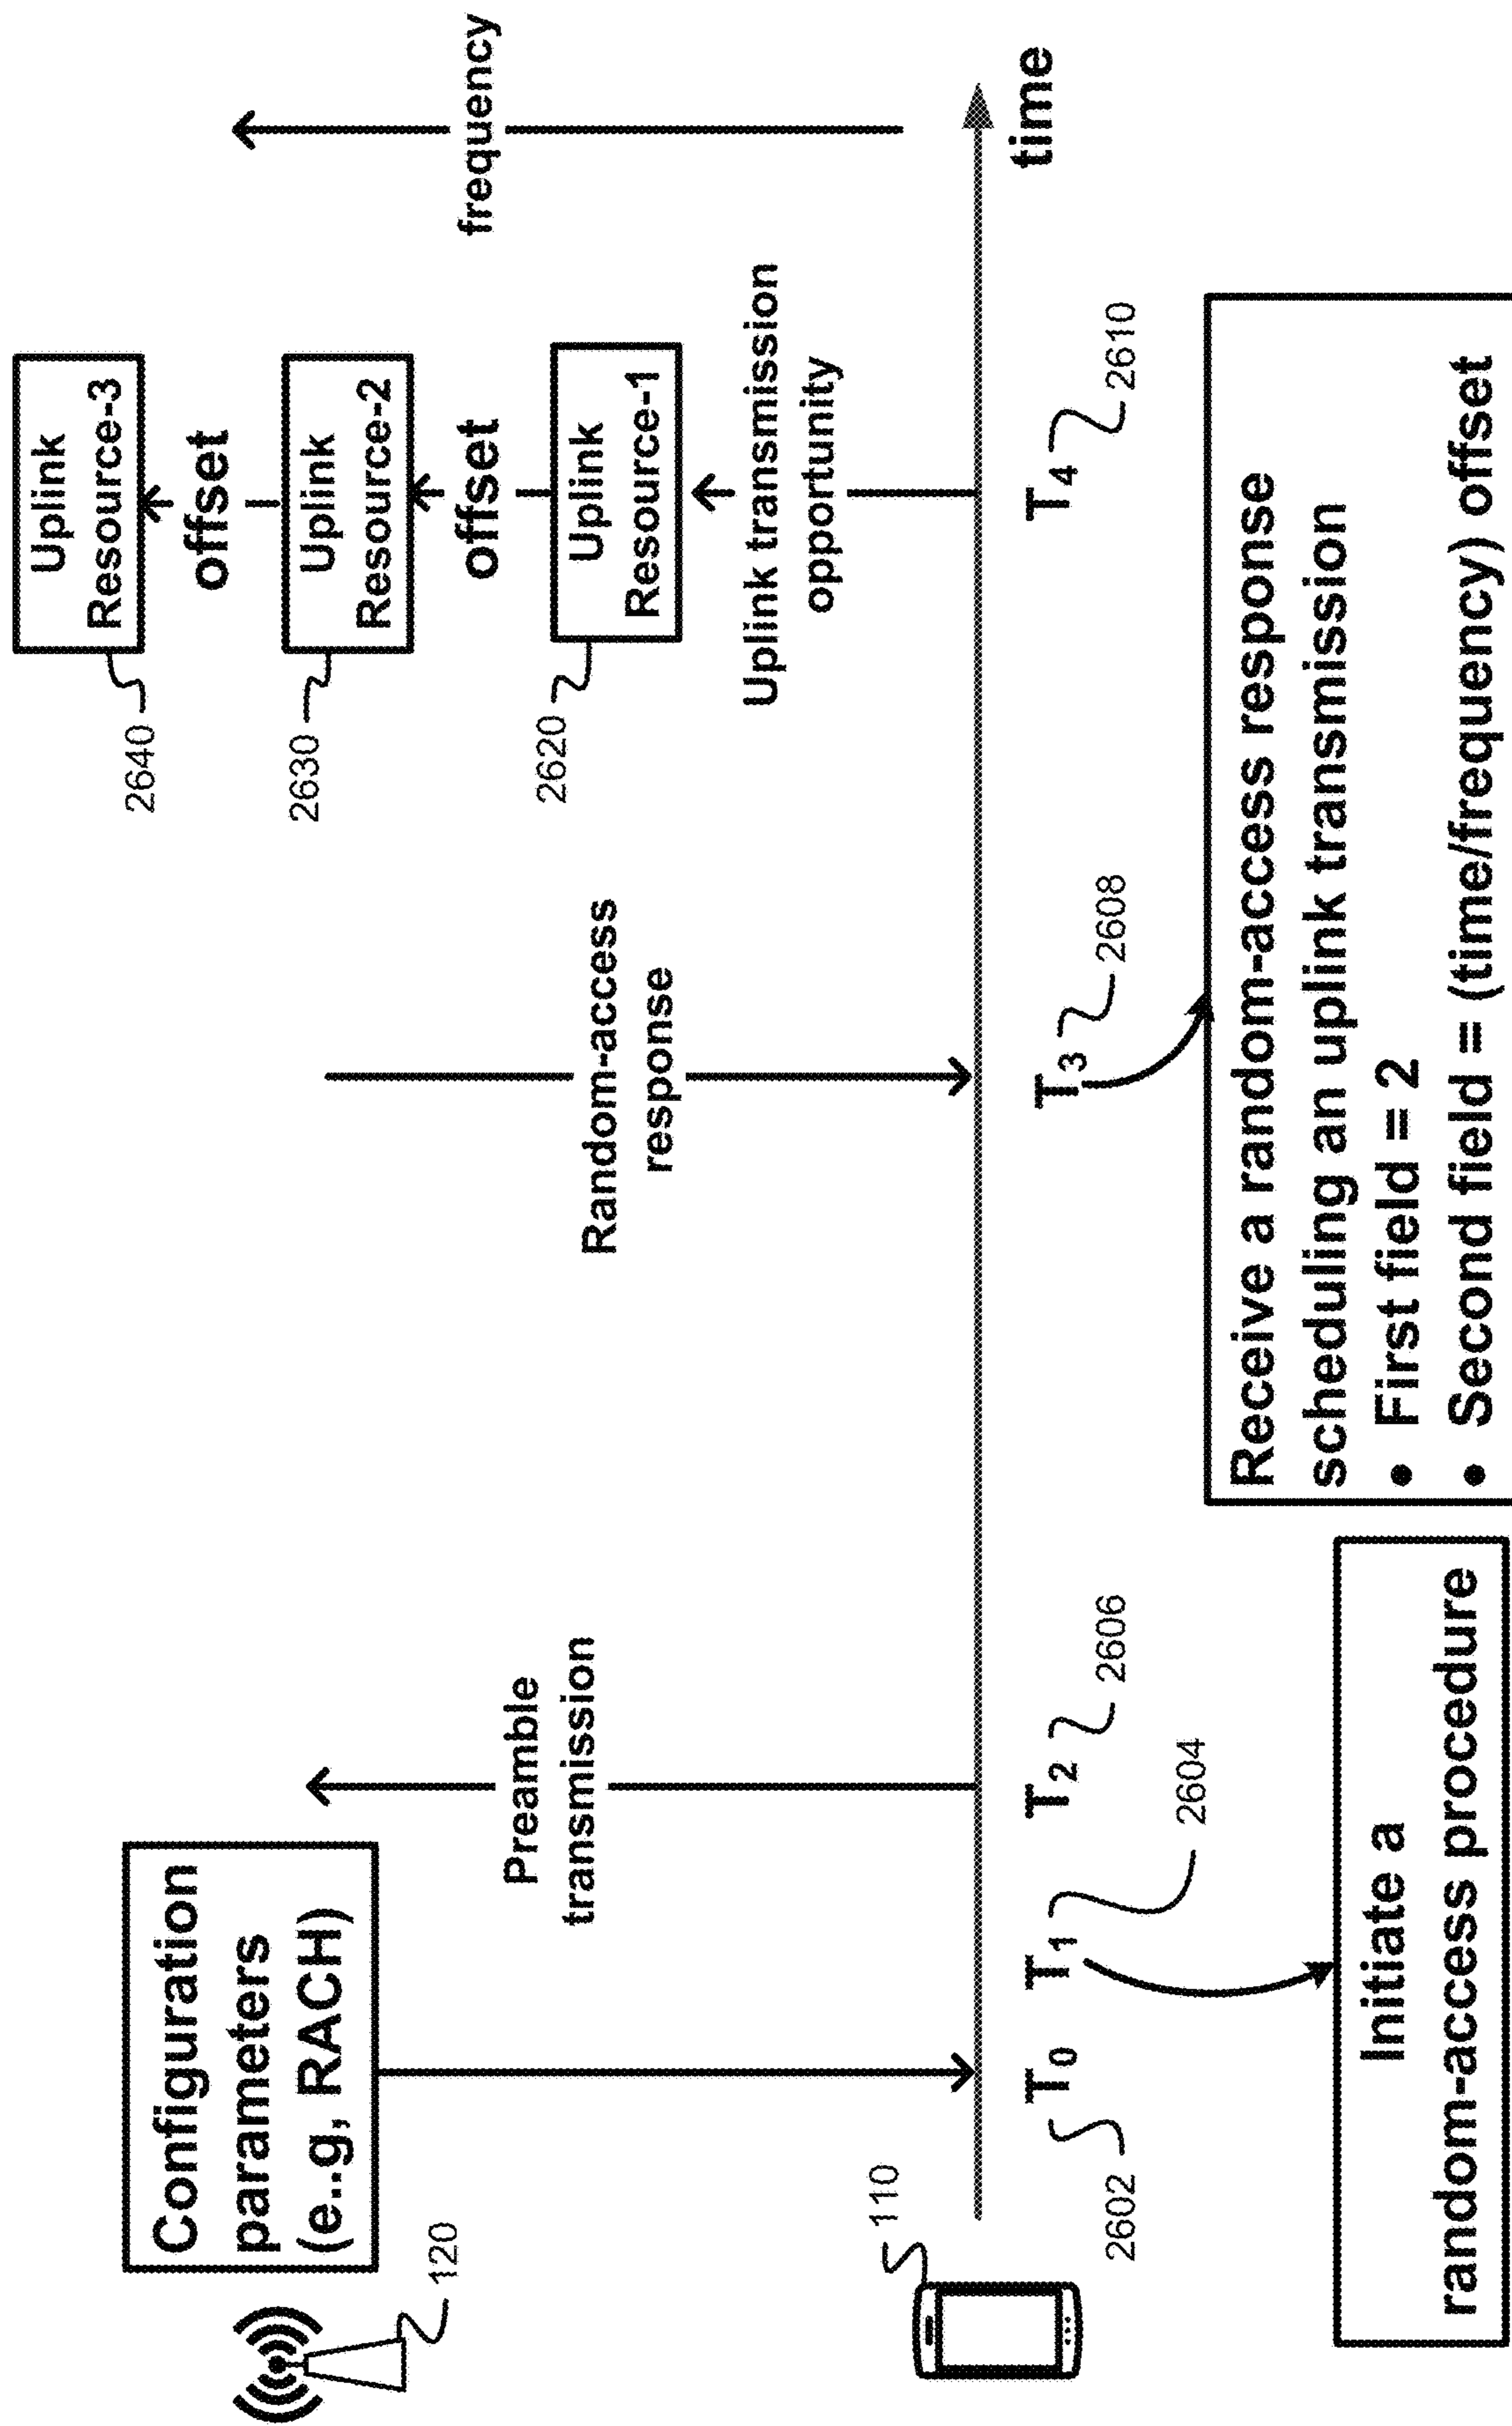 Configuration
parameters
(e..g, RACH)
120
Preamble
transmission
Random-access
response
Uplink
Resource-3
2640
offset
Uplink
Resource-2
2630
offset
Uplink
Resource-1
2620
Uplink transmission
opportunity
frequency
110
time
T0
2602
T1
2604
T2
2606
T3
2608
T4
2610
Initiate a
random-access procedure
Receive a random-access response
scheduling an uplink transmission
• First field = 2
• Second field = (time/frequency) offset